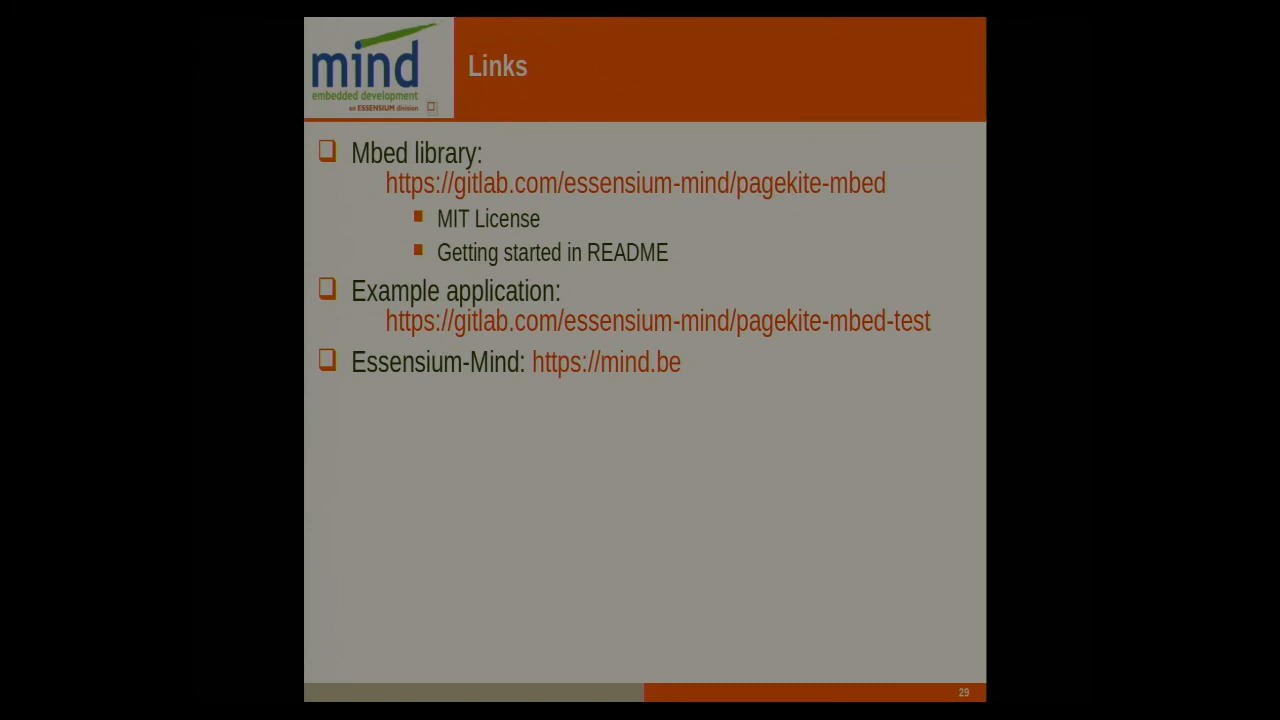 mind
embedded development
an ESSENSIUM division
Links
Mbed library:
https://gitlab.com/essensium-mind/pagekite-mbed
MIT License
Getting started in README
Example application:
https://gitlab.com/essensium-mind/pagekite-mbed-test
Essensium-Mind: https://mind.be
29